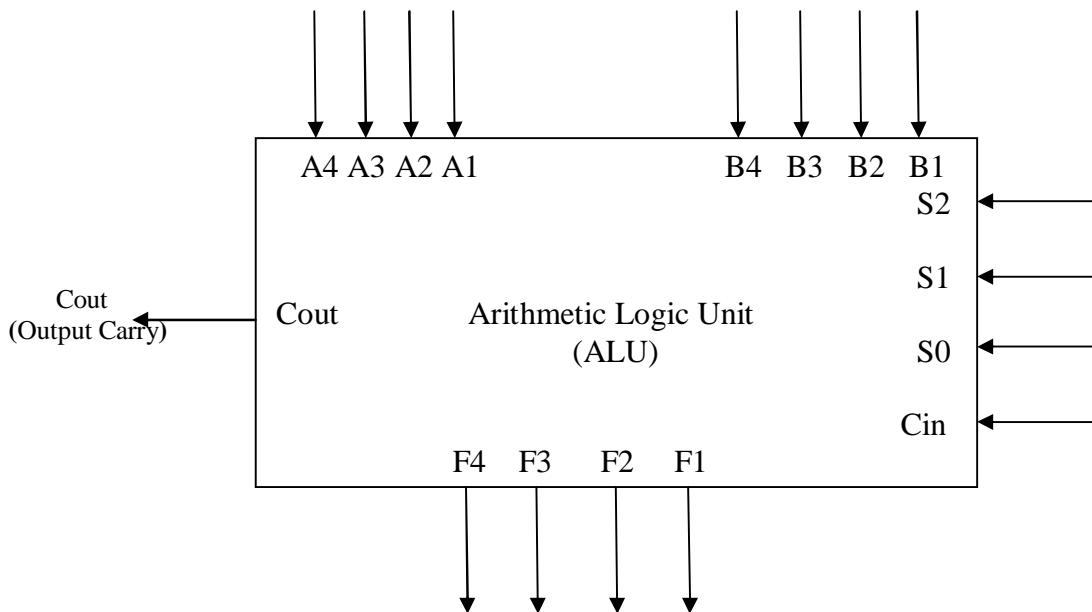 A4 A3 A2 A1 B4 B3 B2 B1
S2
S1
Cout
(Output Carry)
Cout
Arithmetic Logic Unit
(ALU)
S0
Cin
F4 F3 F2 F1